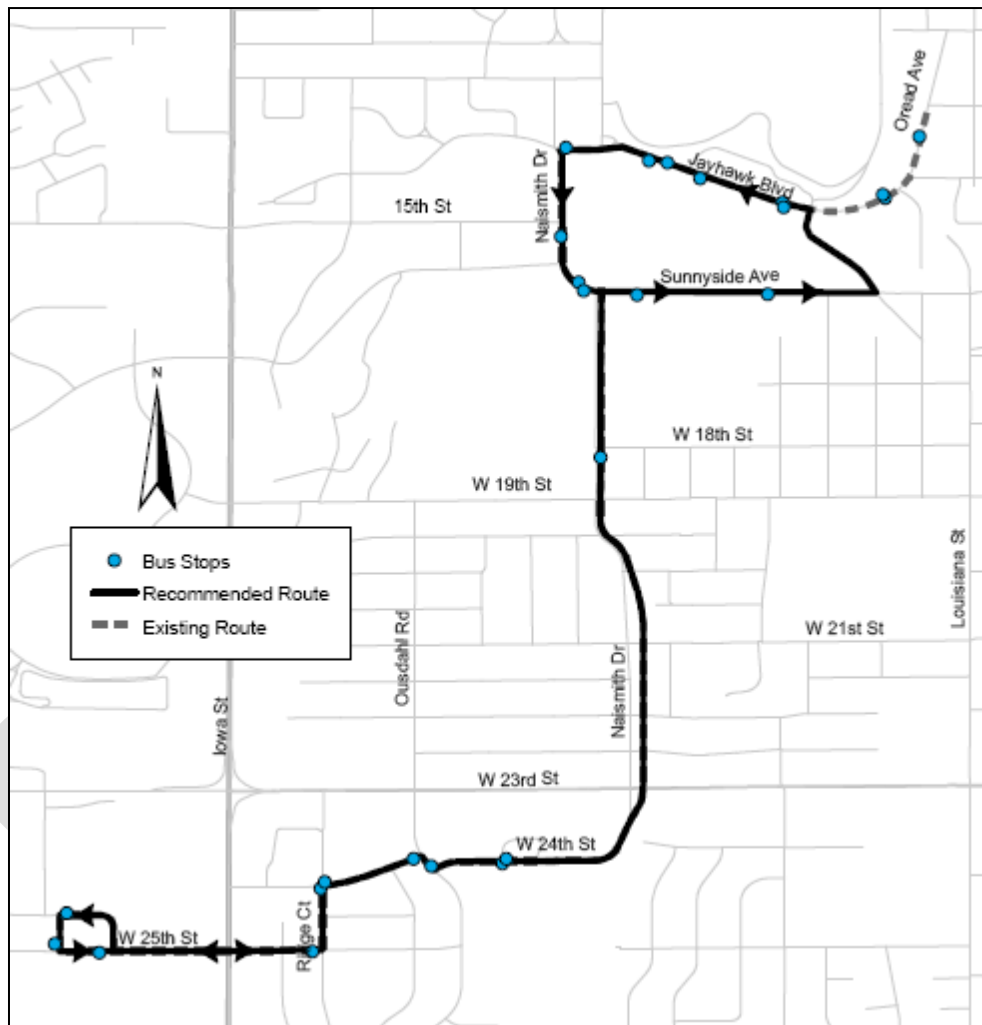 Oread Ave
Naismith Dr
Jayhawk Blvd
15th St
Sunnyside Ave
N
W 18th St
W 19th St
Bus Stops
Recommended Route
Existing Route
Louisiana St
Ousdahl Rd
W 21st St
Naismith Dr
Iowa St
W 23rd St
W 24th St
Ridge Ct
W 25th St